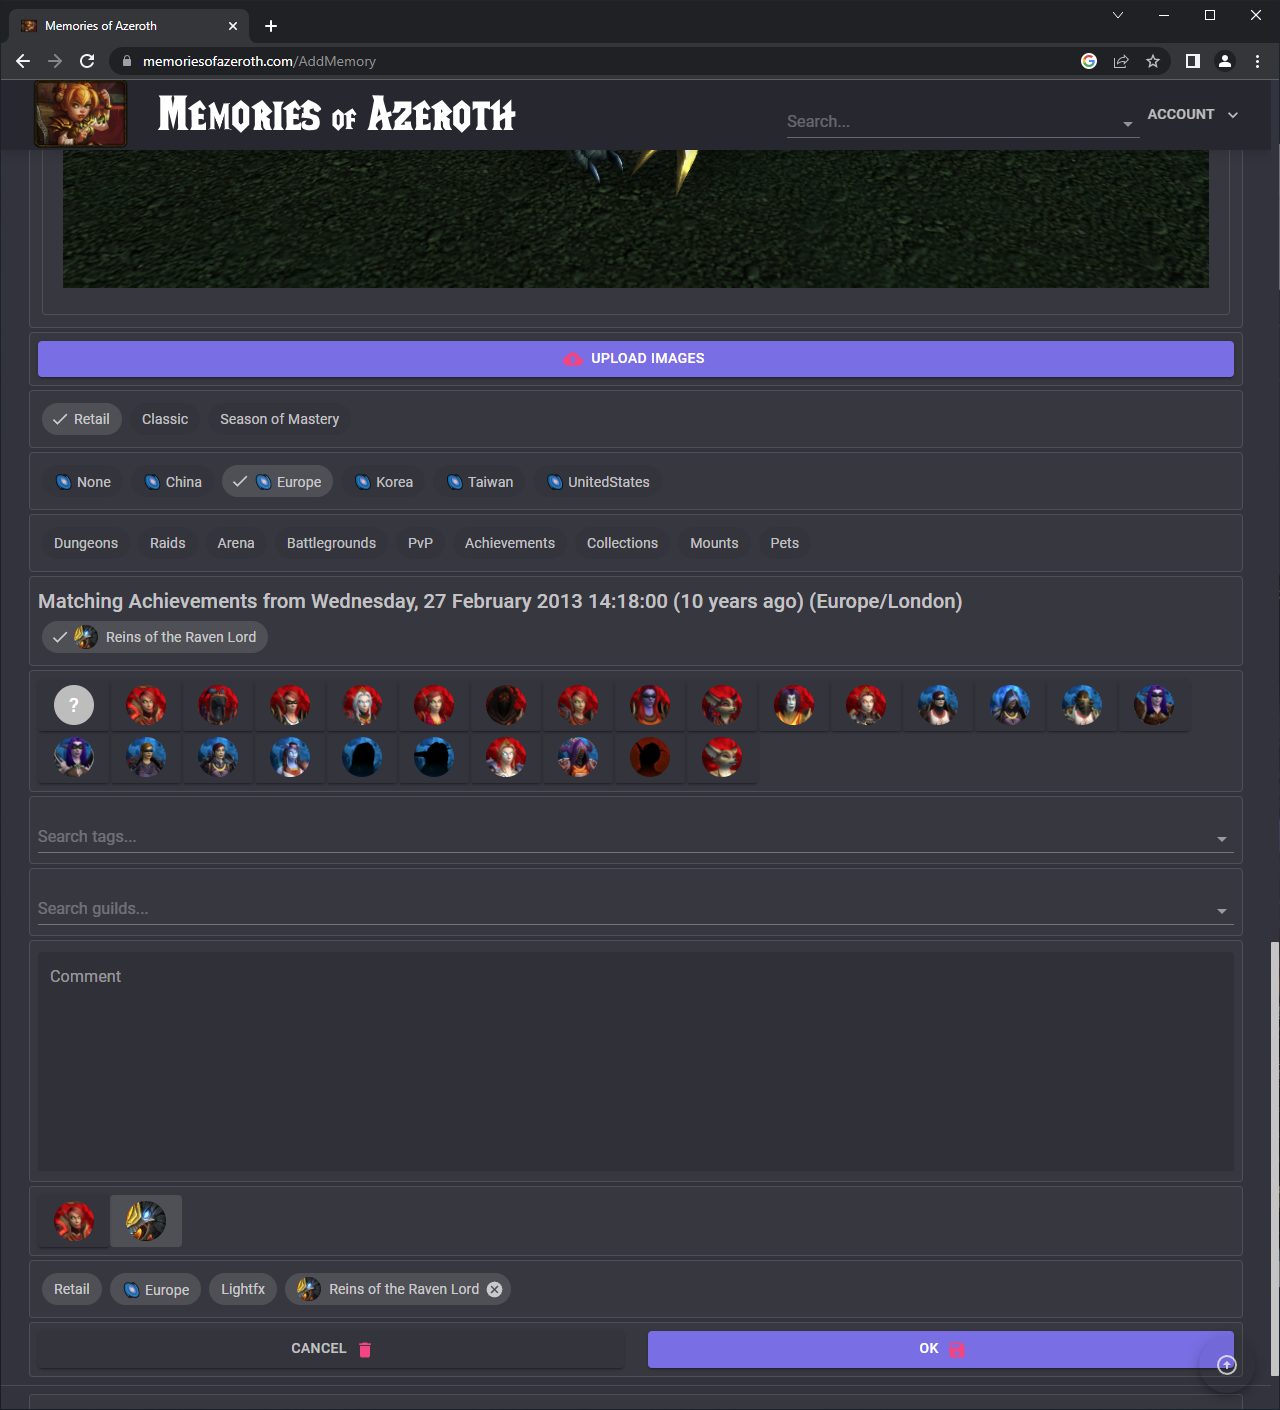 Memories of Azeroth
memoriesofazeroth.com/AddMemory
Memories of Azeroth
Search...
ACCOUNT
UPLOAD IMAGES
Retail Classic Season of Mastery
None China Europe Korea Taiwan UnitedStates
Dungeons Raids Arena Battlegrounds PvP Achievements Collections Mounts Pets
Matching Achievements from Wednesday, 27 February 2013 14:18:00 (10 years ago) (Europe/London)
Reins of the Raven Lord
?
Search tags...
Search guilds...
Comment
Retail Europe Lightfx Reins of the Raven Lord
CANCEL OK